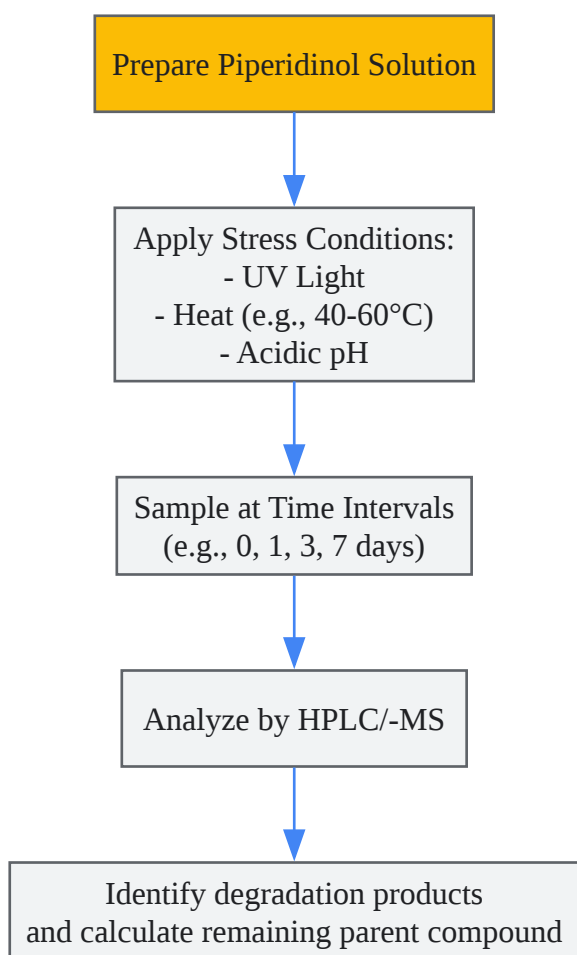 Prepare Piperidinol Solution
Apply Stress Conditions:
- UV Light
- Heat (e.g., 40-60°C)
- Acidic pH
Sample at Time Intervals
(e.g., 0, 1, 3, 7 days)
Analyze by HPLC/-MS
Identify degradation products
and calculate remaining parent compound